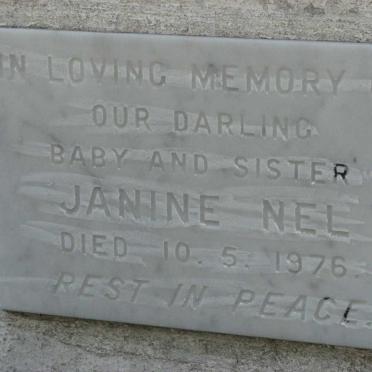 IN LOVING MEMORY
OUR DARLING
BABY AND SISTER
JANINE NEL
DIED 10. 5. 1976.
REST IN PEACE.